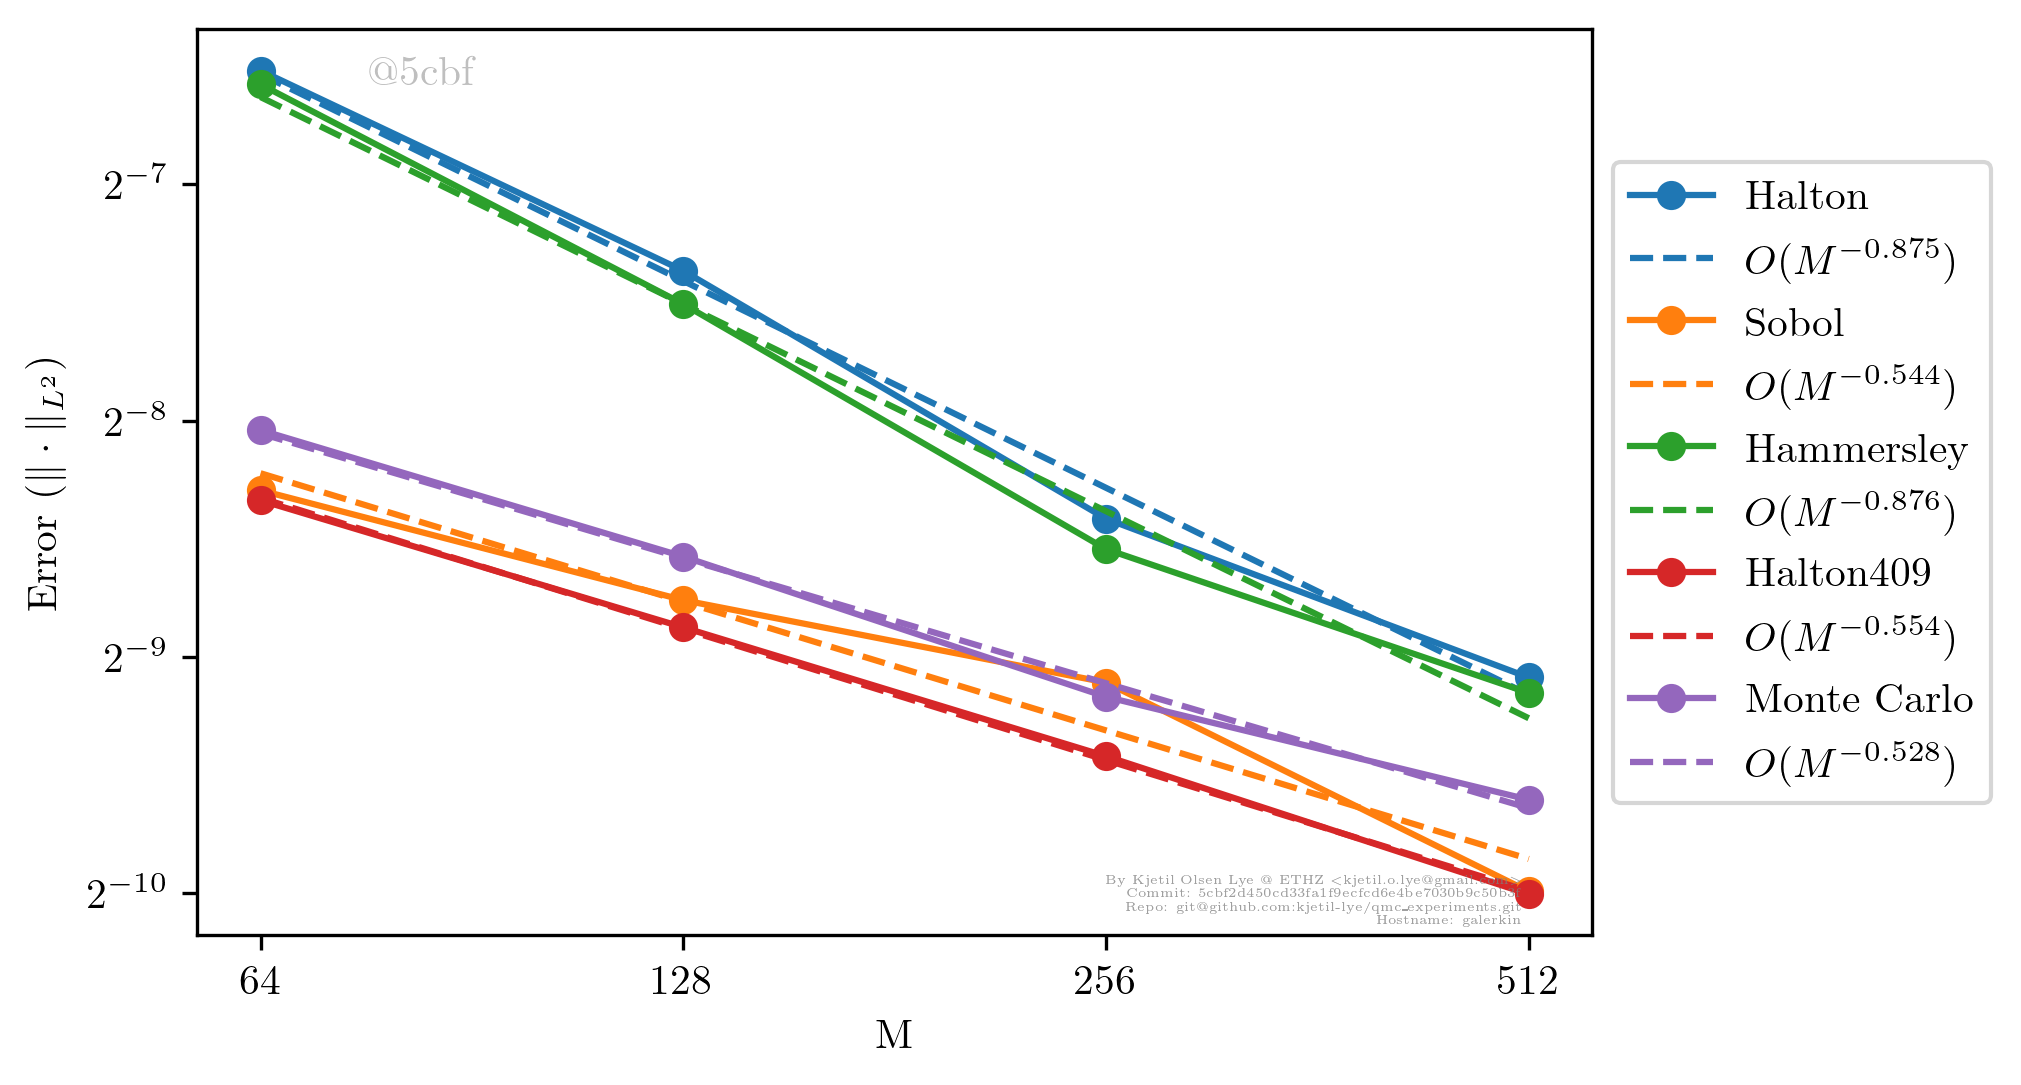 @5cbf
2^{-7}
2^{-8}
2^{-9}
2^{-10}
Error (|| · ||_{L^2})
64 128 256 512
M
Halton
O(M^{-0.875})
Sobol
O(M^{-0.544})
Hammersley
O(M^{-0.876})
Halton409
O(M^{-0.554})
Monte Carlo
O(M^{-0.528})
By Kjetil Olsen Lye @ ETHZ
Commit:
Repo: git@github.com:kjetil-lye/qmc_experiments.git
Hostname: galerkin